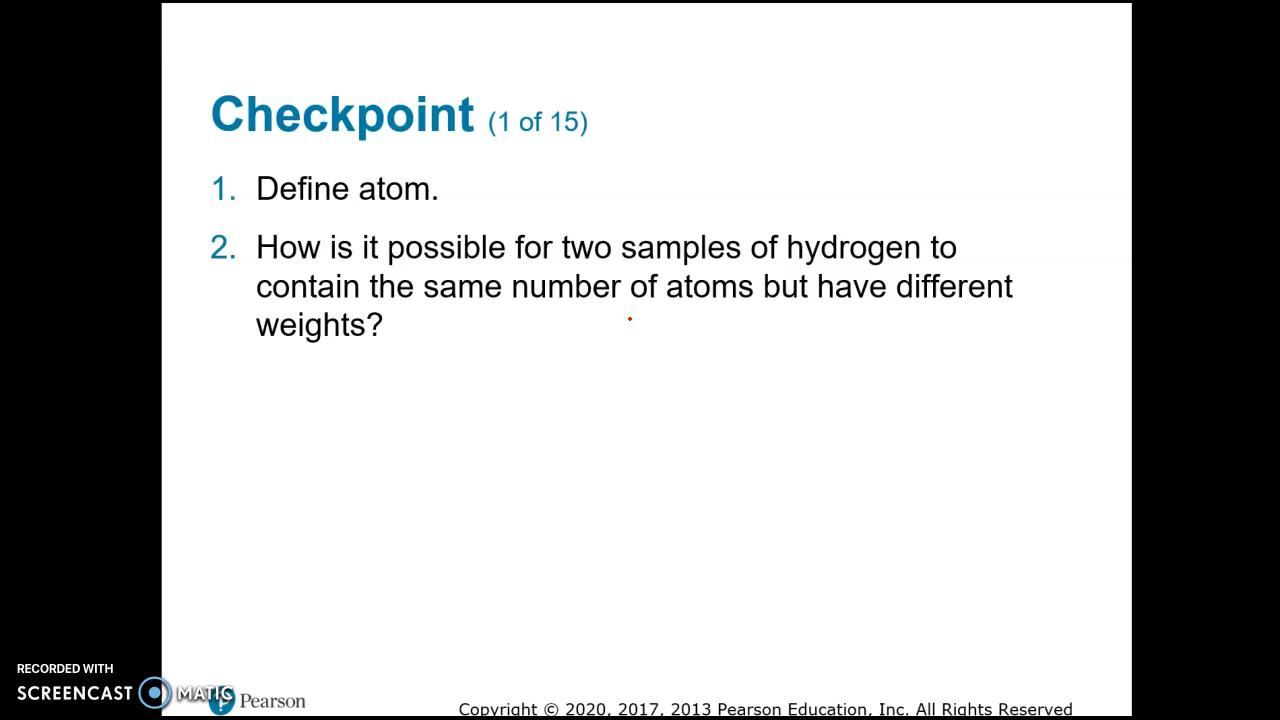 Checkpoint (1 of 15)
1. Define atom.
2. How is it possible for two samples of hydrogen to
contain the same number of atoms but have different
weights?
RECORDED WITH
SCREENCAST MATIC
Pearson
Copyright © 2020, 2017, 2013 Pearson Education, Inc. All Rights Reserved